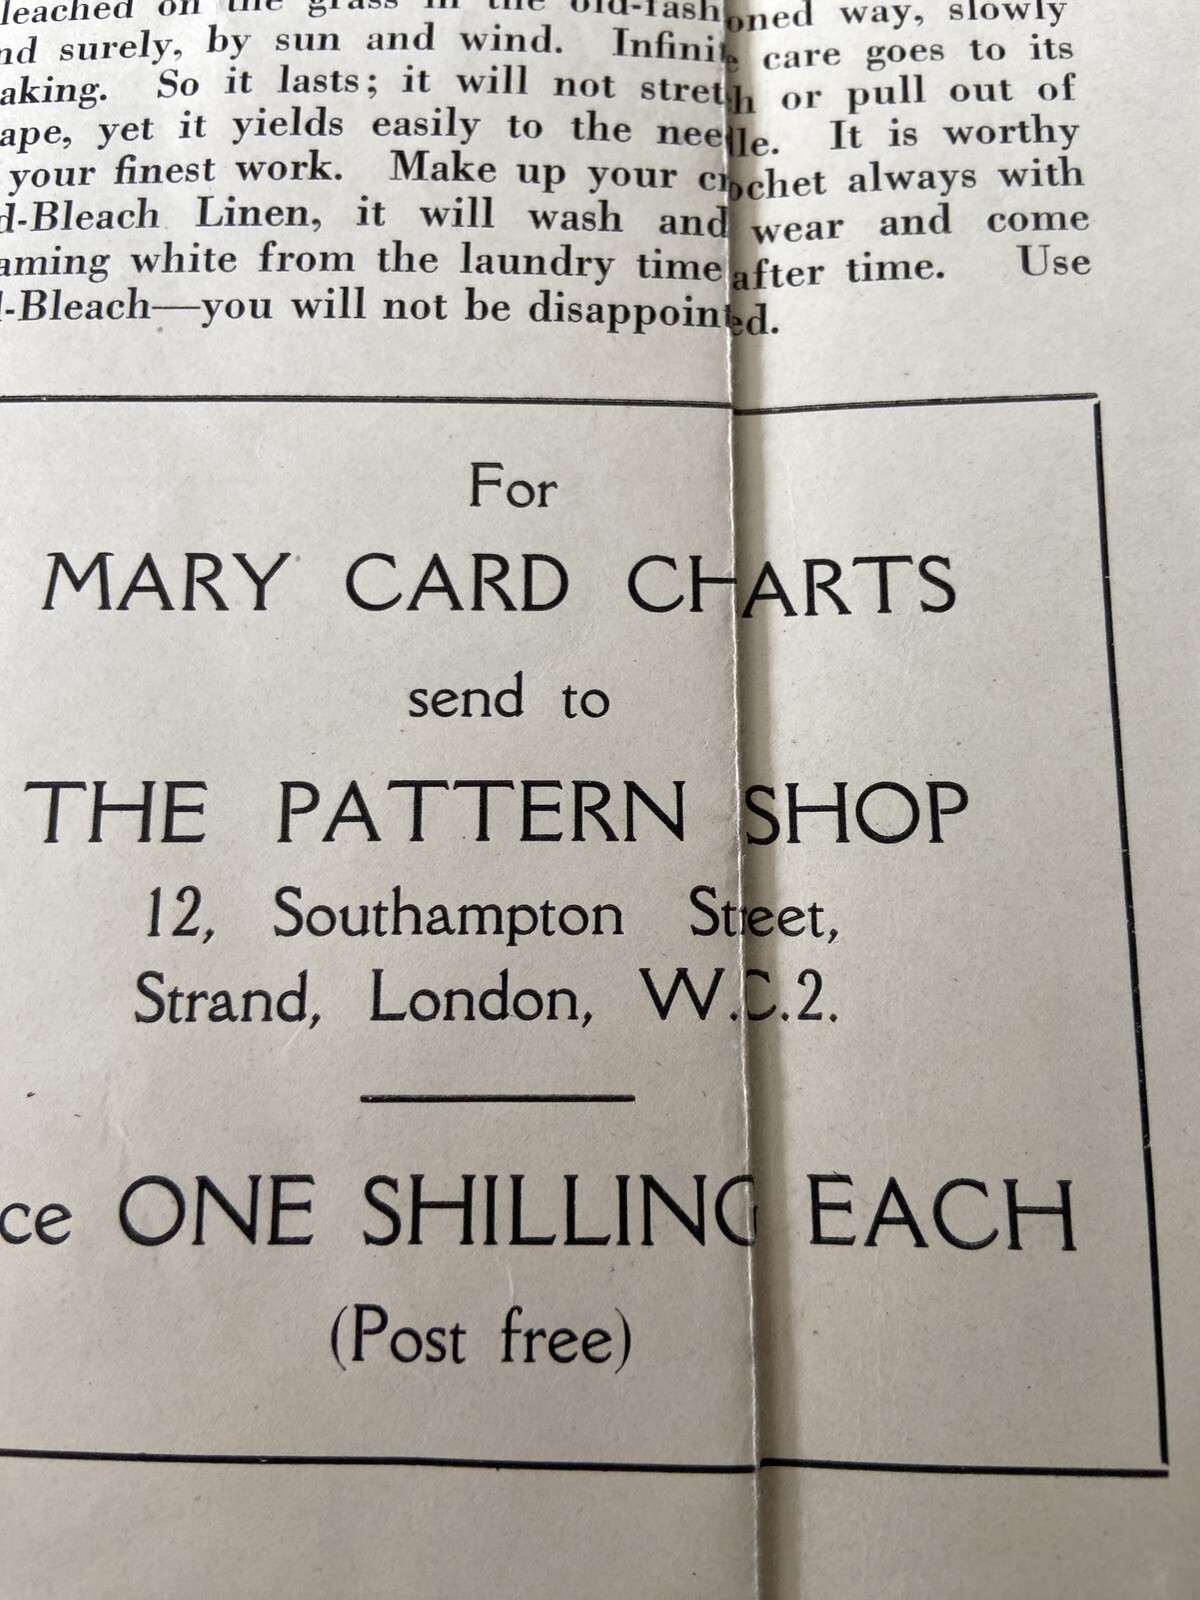 leached on the grass in the old-fashioned way, slowly
nd surely, by sun and wind. Infinite care goes to its
aking. So it lasts; it will not stretch or pull out of
ape, yet it yields easily to the needle. It is worthy
your finest work. Make up your crochet always with
d-Bleach Linen, it will wash and wear and come
aming white from the laundry time after time. Use
-Bleach—you will not be disappointed.
For
MARY CARD CHARTS
send to
THE PATTERN SHOP
12, Southampton Street,
Strand, London, W.C.2.
ce ONE SHILLING EACH
(Post free)